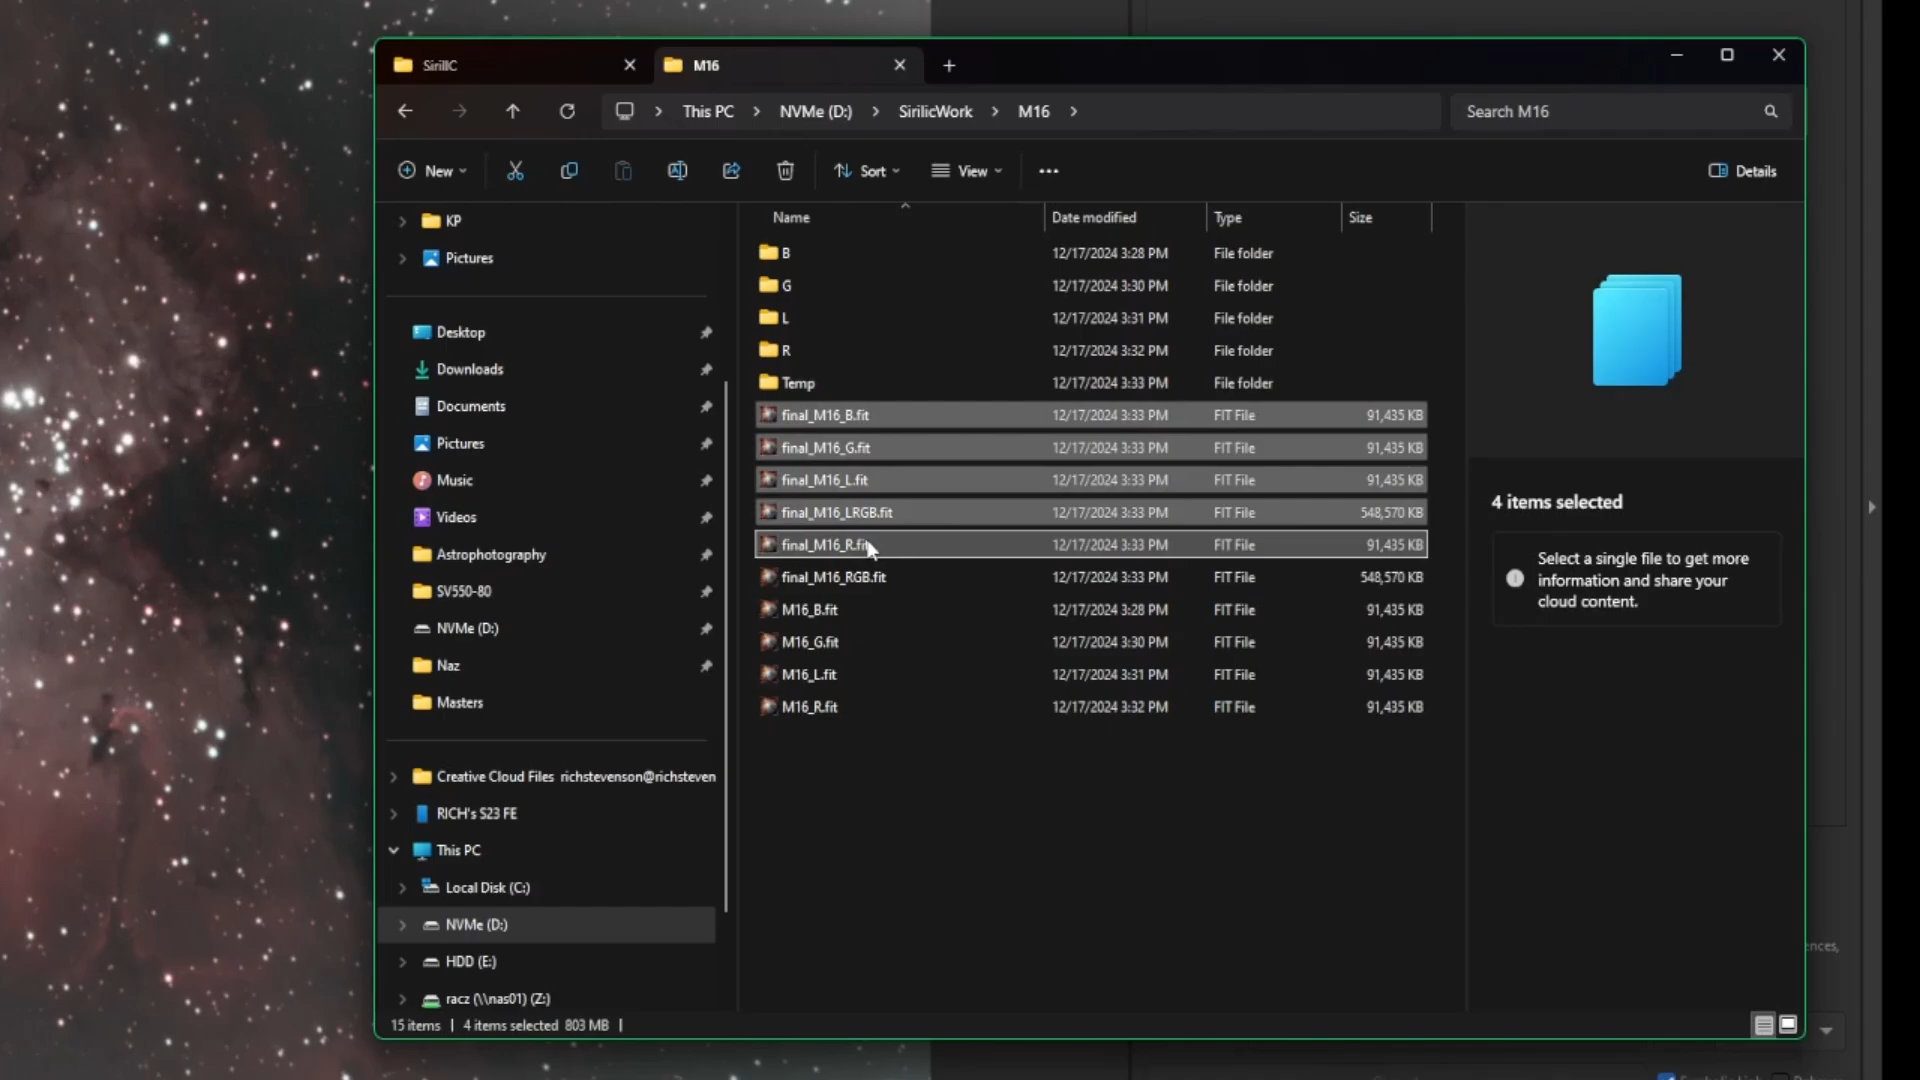 SirilIC
M16
This PC > NVMe (D:) > SirilicWork > M16 >
Search M16
New
Sort
View
Details
KP
Pictures
Desktop
Downloads
Documents
Pictures
Music
Videos
Astrophotography
SV550-80
NVMe (D:)
Naz
Masters
Creative Cloud Files richstevenson@richsteven
RICH's S23 FE
This PC
Local Disk (C:)
NVMe (D:)
HDD (E:)
racz (\\nas01) (Z:)
Name Date modified Type Size
B 12/17/2024 3:28 PM File folder
G 12/17/2024 3:30 PM File folder
L 12/17/2024 3:31 PM File folder
R 12/17/2024 3:32 PM File folder
Temp 12/17/2024 3:33 PM File folder
final_M16_B.fit 12/17/2024 3:33 PM FIT File 91,435 KB
final_M16_G.fit 12/17/2024 3:33 PM FIT File 91,435 KB
final_M16_L.fit 12/17/2024 3:33 PM FIT File 91,435 KB
final_M16_LRGB.fit 12/17/2024 3:33 PM FIT File 548,570 KB
final_M16_R.fit 12/17/2024 3:33 PM FIT File 91,435 KB
final_M16_RGB.fit 12/17/2024 3:33 PM FIT File 548,570 KB
M16_B.fit 12/17/2024 3:28 PM FIT File 91,435 KB
M16_G.fit 12/17/2024 3:30 PM FIT File 91,435 KB
M16_L.fit 12/17/2024 3:31 PM FIT File 91,435 KB
M16_R.fit 12/17/2024 3:32 PM FIT File 91,435 KB
4 items selected
Select a single file to get more
information and share your
cloud content.
ences,
15 items | 4 items selected 803 MB |